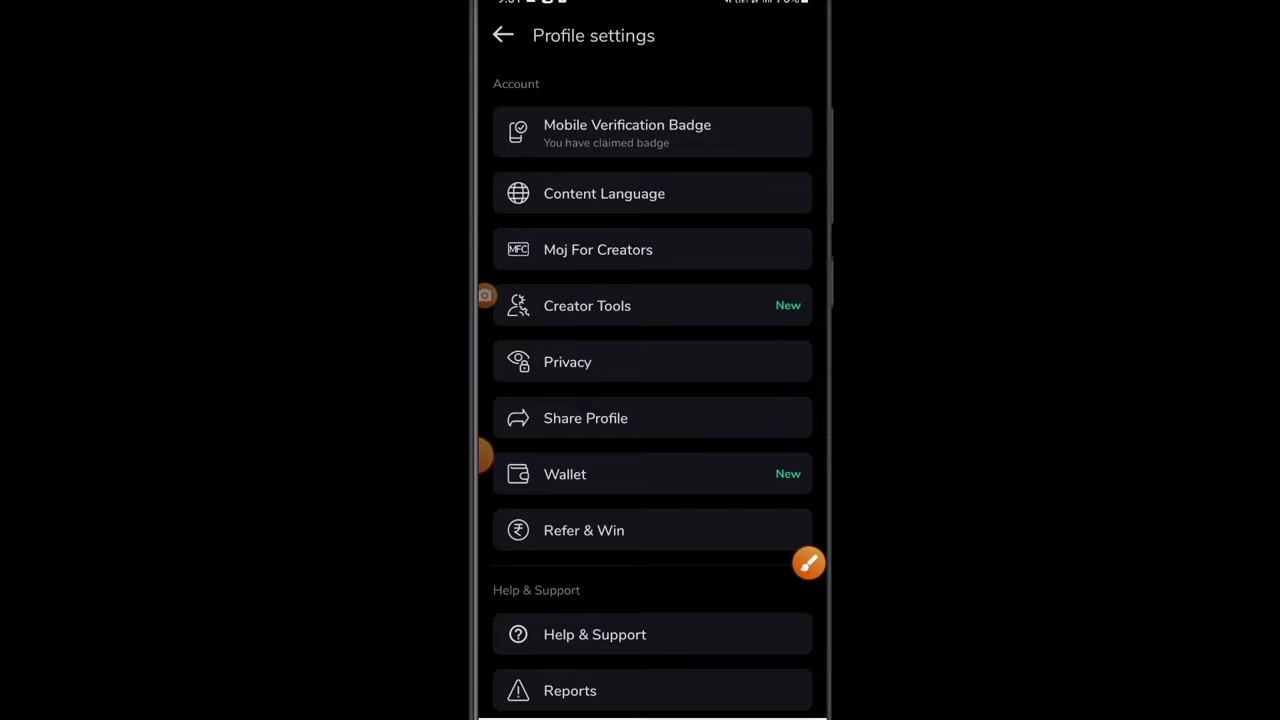 Profile settings
Account
Mobile Verification Badge
You have claimed badge
Content Language
MFC Moj For Creators
Creator Tools New
Privacy
Share Profile
Wallet New
Refer & Win
Help & Support
Help & Support
Reports